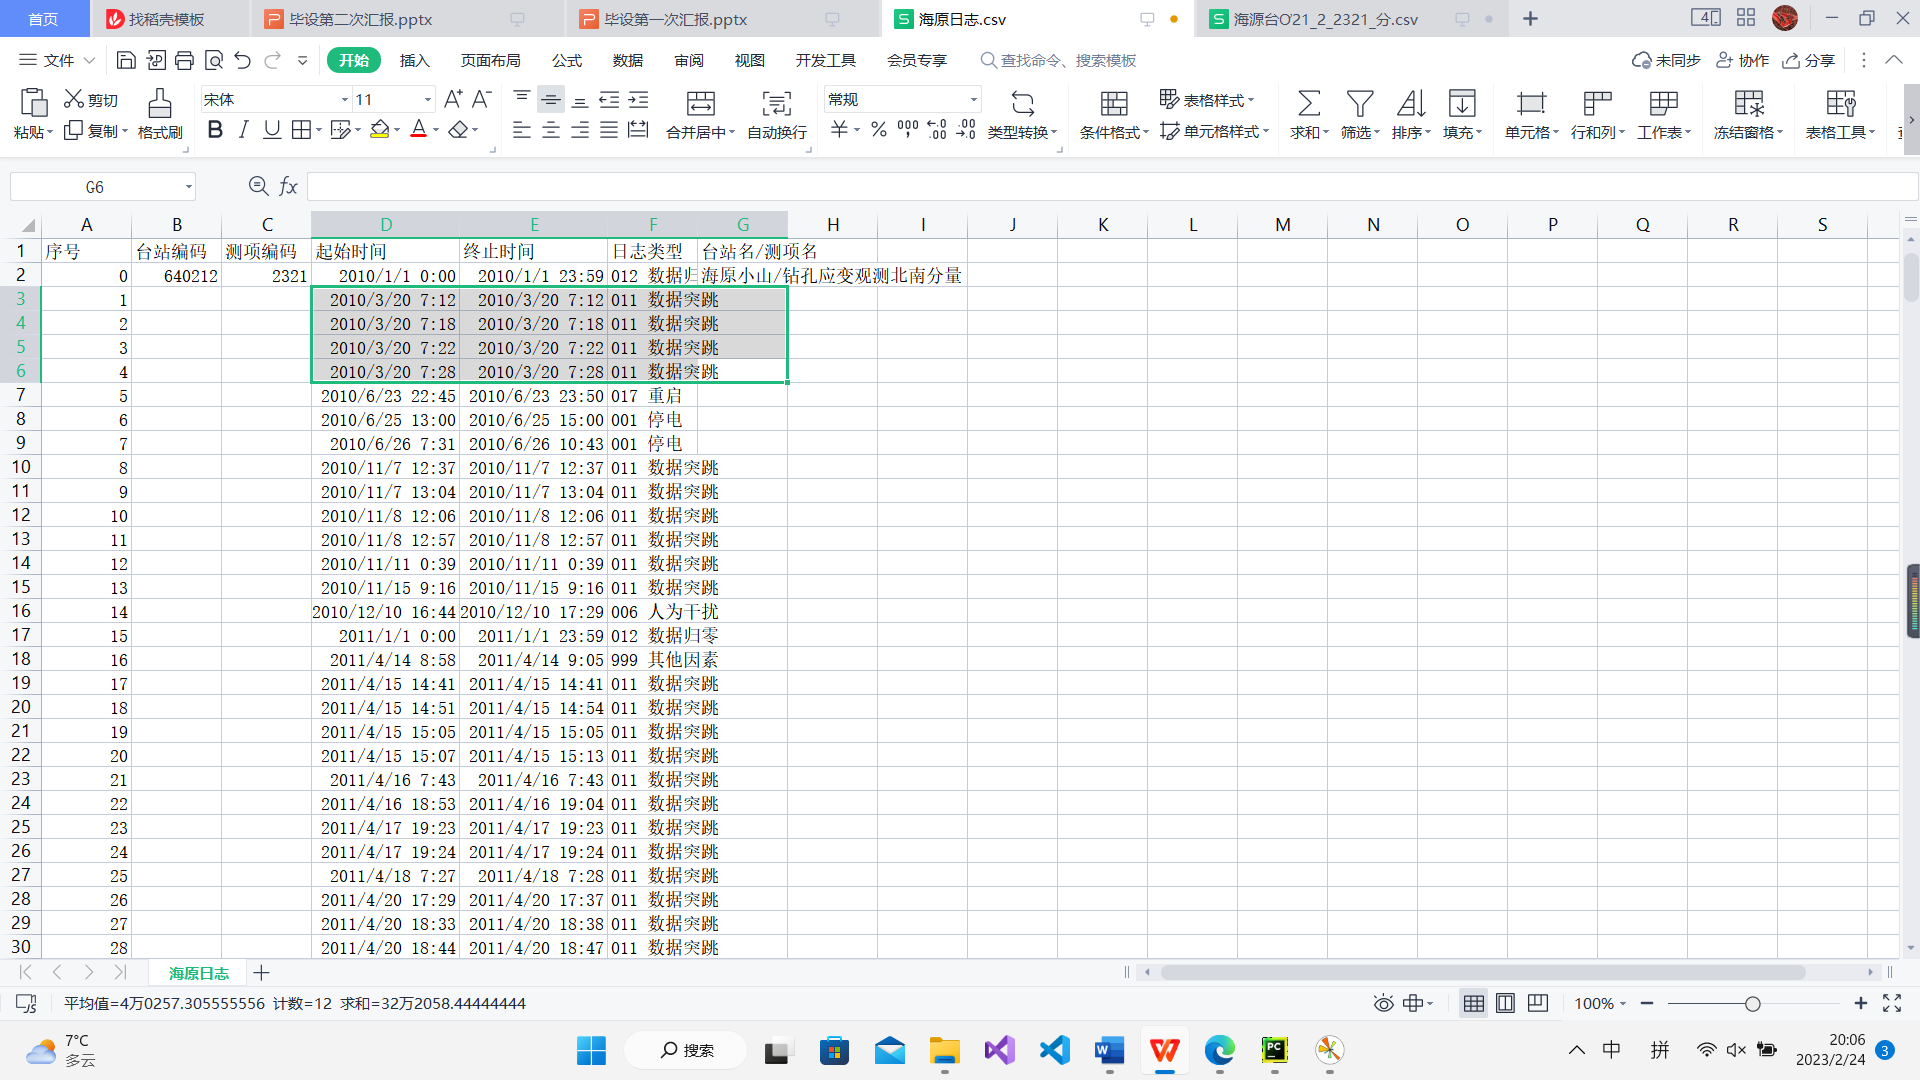 首页 找稻壳模板 毕设第二次汇报.pptx 毕设第一次汇报.pptx 海原日志.csv 海源台Ơ21_2_2321_分.csv
文件 开始 插入 页面布局 公式 数据 审阅 视图 开发工具 会员专享 查找命令、搜索模板 未同步 协作 分享
粘贴 剪切 复制 格式刷 宋体 11 合并居中 自动换行 常规 类型转换 条件格式 表格样式 单元格样式 求和 筛选 排序 填充 单元格 行和列 工作表 冻结窗格 表格工具
G6 fx
A B C D E F G H I J K L M N O P Q R S
1 序号 台站编码 测项编码 起始时间 终止时间 日志类型 台站名/测项名
2 0 640212 2321 2010/1/1 0:00 2010/1/1 23:59 012 数据归 海原小山/钻孔应变观测北南分量
3 1 2010/3/20 7:12 2010/3/20 7:12 011 数据突跳
4 2 2010/3/20 7:18 2010/3/20 7:18 011 数据突跳
5 3 2010/3/20 7:22 2010/3/20 7:22 011 数据突跳
6 4 2010/3/20 7:28 2010/3/20 7:28 011 数据突跳
7 5 2010/6/23 22:45 2010/6/23 23:50 017 重启
8 6 2010/6/25 13:00 2010/6/25 15:00 001 停电
9 7 2010/6/26 7:31 2010/6/26 10:43 001 停电
10 8 2010/11/7 12:37 2010/11/7 12:37 011 数据突跳
11 9 2010/11/7 13:04 2010/11/7 13:04 011 数据突跳
12 10 2010/11/8 12:06 2010/11/8 12:06 011 数据突跳
13 11 2010/11/8 12:57 2010/11/8 12:57 011 数据突跳
14 12 2010/11/11 0:39 2010/11/11 0:39 011 数据突跳
15 13 2010/11/15 9:16 2010/11/15 9:16 011 数据突跳
16 14 2010/12/10 16:44 2010/12/10 17:29 006 人为干扰
17 15 2011/1/1 0:00 2011/1/1 23:59 012 数据归零
18 16 2011/4/14 8:58 2011/4/14 9:05 999 其他因素
19 17 2011/4/15 14:41 2011/4/15 14:41 011 数据突跳
20 18 2011/4/15 14:51 2011/4/15 14:54 011 数据突跳
21 19 2011/4/15 15:05 2011/4/15 15:05 011 数据突跳
22 20 2011/4/15 15:07 2011/4/15 15:13 011 数据突跳
23 21 2011/4/16 7:43 2011/4/16 7:43 011 数据突跳
24 22 2011/4/16 18:53 2011/4/16 19:04 011 数据突跳
25 23 2011/4/17 19:23 2011/4/17 19:23 011 数据突跳
26 24 2011/4/17 19:24 2011/4/17 19:24 011 数据突跳
27 25 2011/4/18 7:27 2011/4/18 7:28 011 数据突跳
28 26 2011/4/20 17:29 2011/4/20 17:37 011 数据突跳
29 27 2011/4/20 18:33 2011/4/20 18:38 011 数据突跳
30 28 2011/4/20 18:44 2011/4/20 18:47 011 数据突跳
海原日志
平均值=4万0257.305555556 计数=12 求和=32万2058.44444444 100%
7°C
多云
搜索
中 拼 20:06
2023/2/24 3